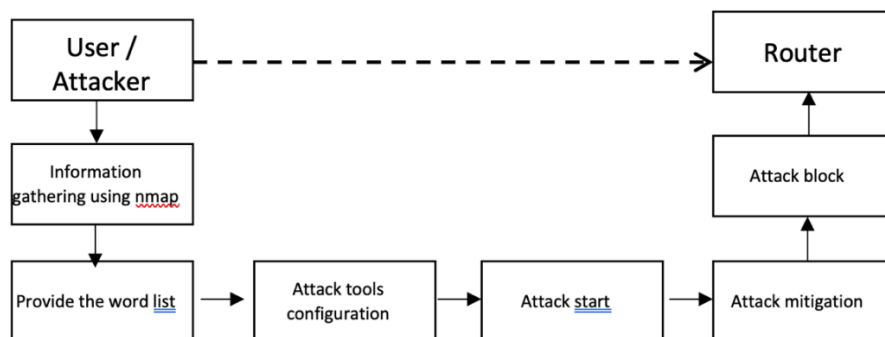 User /
Attacker
Router
Information
gathering using nmap
Attack block
Provide the word list
Attack tools
configuration
Attack start
Attack mitigation